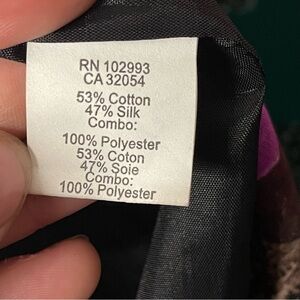 RN 102993
CA 32054
53% Cotton
47% Silk
Combo:
100% Polyester
53% Coton
47% Soie
Combo:
100% Polyester